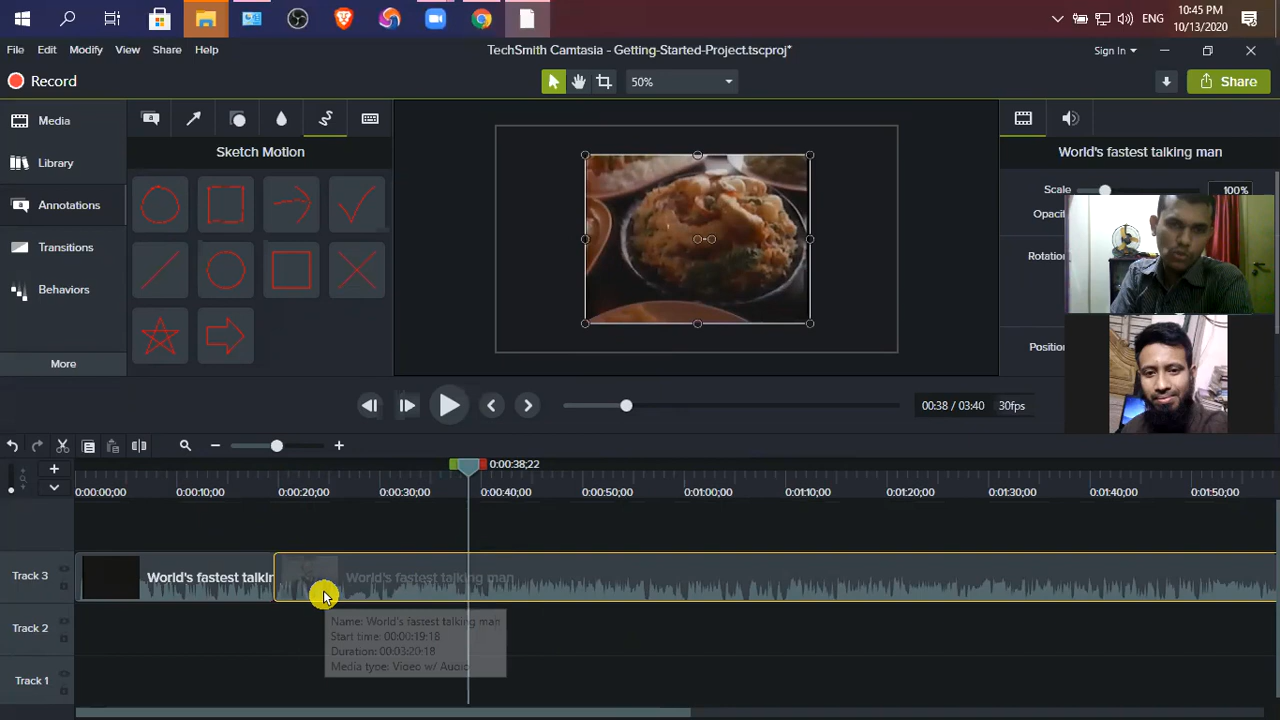 ENG
10:45 PM
10/13/2020
File Edit Modify View Share Help
TechSmith Camtasia - Getting-Started-Project.tscproj*
Sign In
Record
50%
Share
Media
Library
Annotations
Transitions
Behaviors
More
Sketch Motion
World's fastest talking man
Scale 100%
Opaci
Rotation
Position
00:38 / 03:40 30fps
0:00:38;22
0:00:00;00 0:00:10;00 0:00:20;00 0:00:30;00 0:00:40;00 0:00:50;00 0:01:00;00 0:01:10;00 0:01:20;00 0:01:30;00 0:01:40;00 0:01:50;00
Track 3
World's fastest talkin
World's fastest talking man
Name: World's fastest talking man
Start time: 00:00:19:18
Duration: 00:03:20:18
Media type: Video w/ Audio
Track 2
Track 1